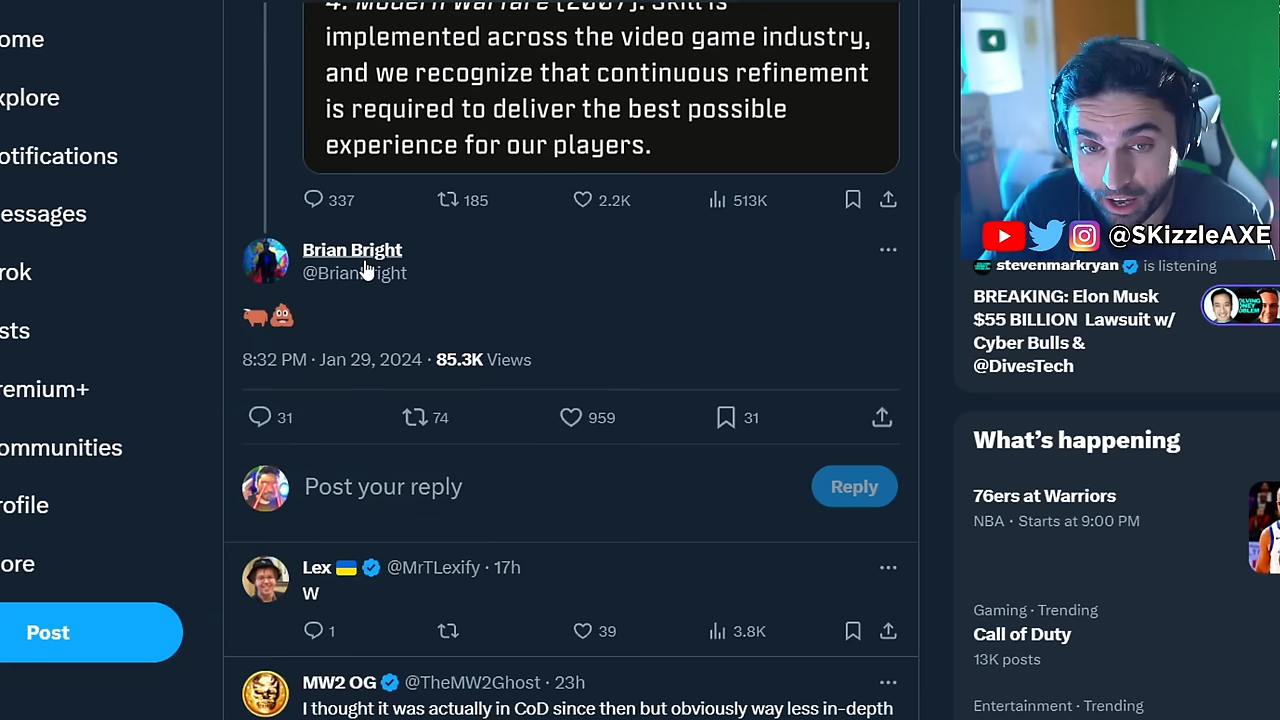 4. Modern Warfare (2007). Skill is
implemented across the video game industry,
and we recognize that continuous refinement
is required to deliver the best possible
experience for our players.
337 185 2.2K 513K
Brian Bright
8:32 PM · Jan 29, 2024 · 85.3K Views
31 74 959 31
Post your reply
Reply
Lex @MrTLexify · 17h
W
1 39 3.8K
MW2 OG @TheMW2Ghost · 23h
I thought it was actually in CoD since then but obviously way less in-depth
ome
xplore
otifications
essages
rok
sts
remium+
ommunities
rofile
ore
Post
@SKizzleAXE
stevenmarkryan is listening
BREAKING: Elon Musk
$55 BILLION Lawsuit w/
Cyber Bulls &
@DivesTech
What's happening
76ers at Warriors
NBA · Starts at 9:00 PM
Gaming · Trending
Call of Duty
13K posts
Entertainment · Trending